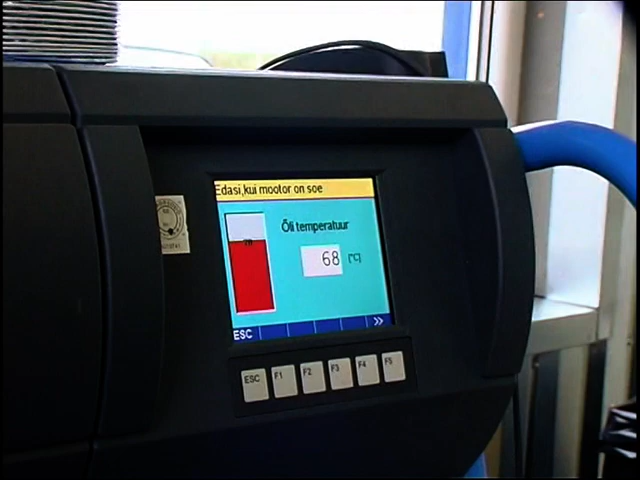 Edasi,kui mootor on soe
Õli temperatuur
68 [°C]
ESC >>
ESC F1 F2 F3 F4 F5